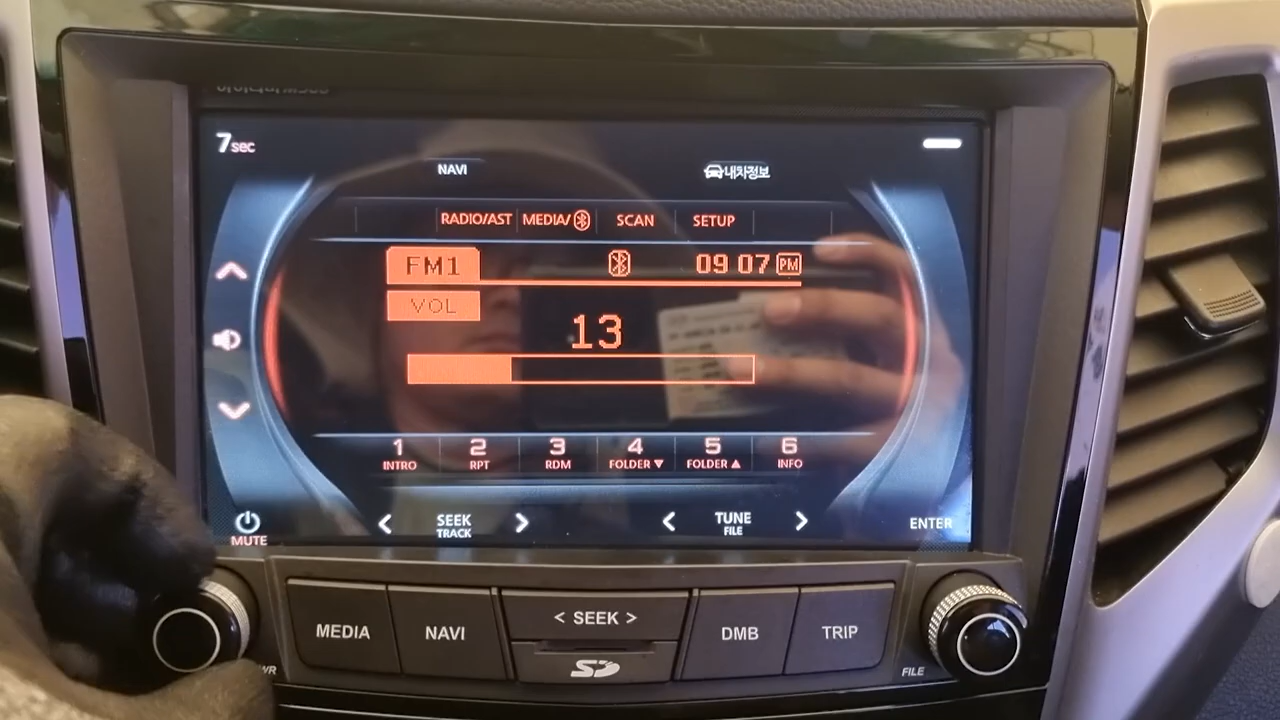 7sec
NAVI
내차정보
RADIO/AST MEDIA/ SCAN SETUP
FM1 09 07 PM
VOL
13
1 2 3 4 5 6
INTRO RPT RDM FOLDER▼ FOLDER▲ INFO
< SEEK > < TUNE > ENTER
TRACK FILE
MUTE
MEDIA NAVI < SEEK > DMB TRIP
SD
FILE